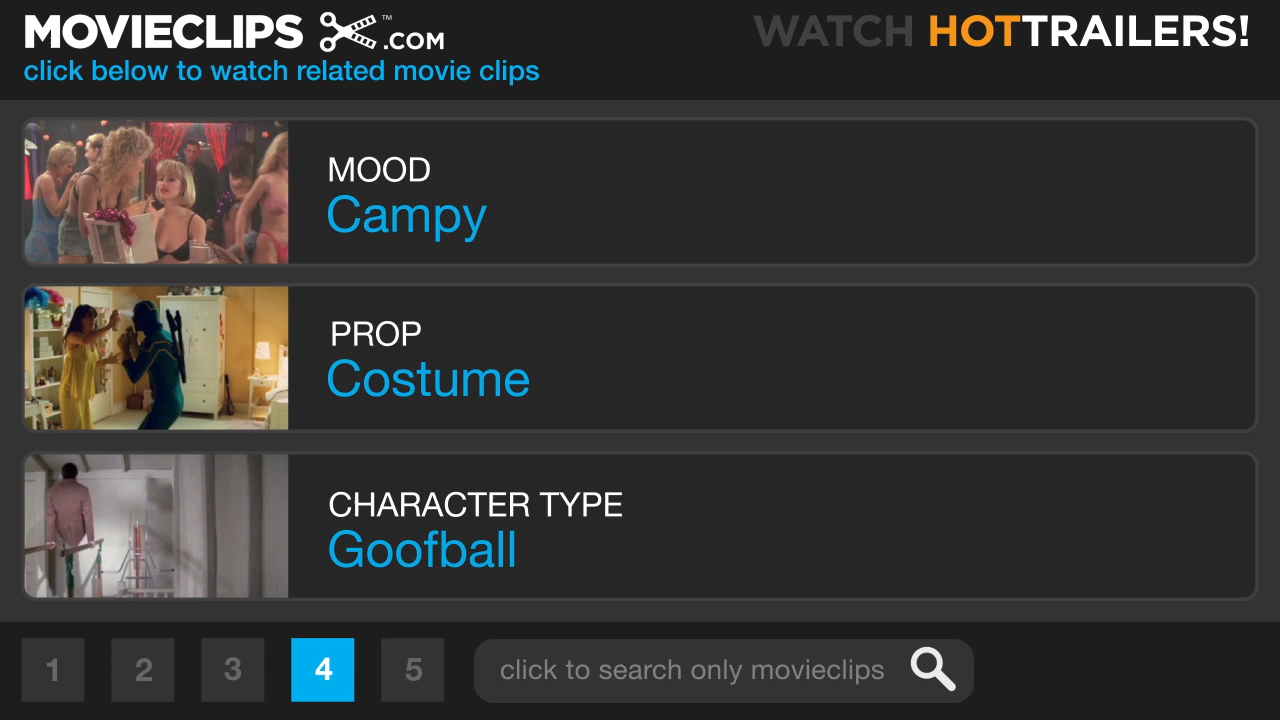 MOVIECLIPS™.COM
WATCH HOTTRAILERS!
click below to watch related movie clips
MOOD
Campy
PROP
Costume
CHARACTER TYPE
Goofball
1 2 3 4 5 click to search only movieclips